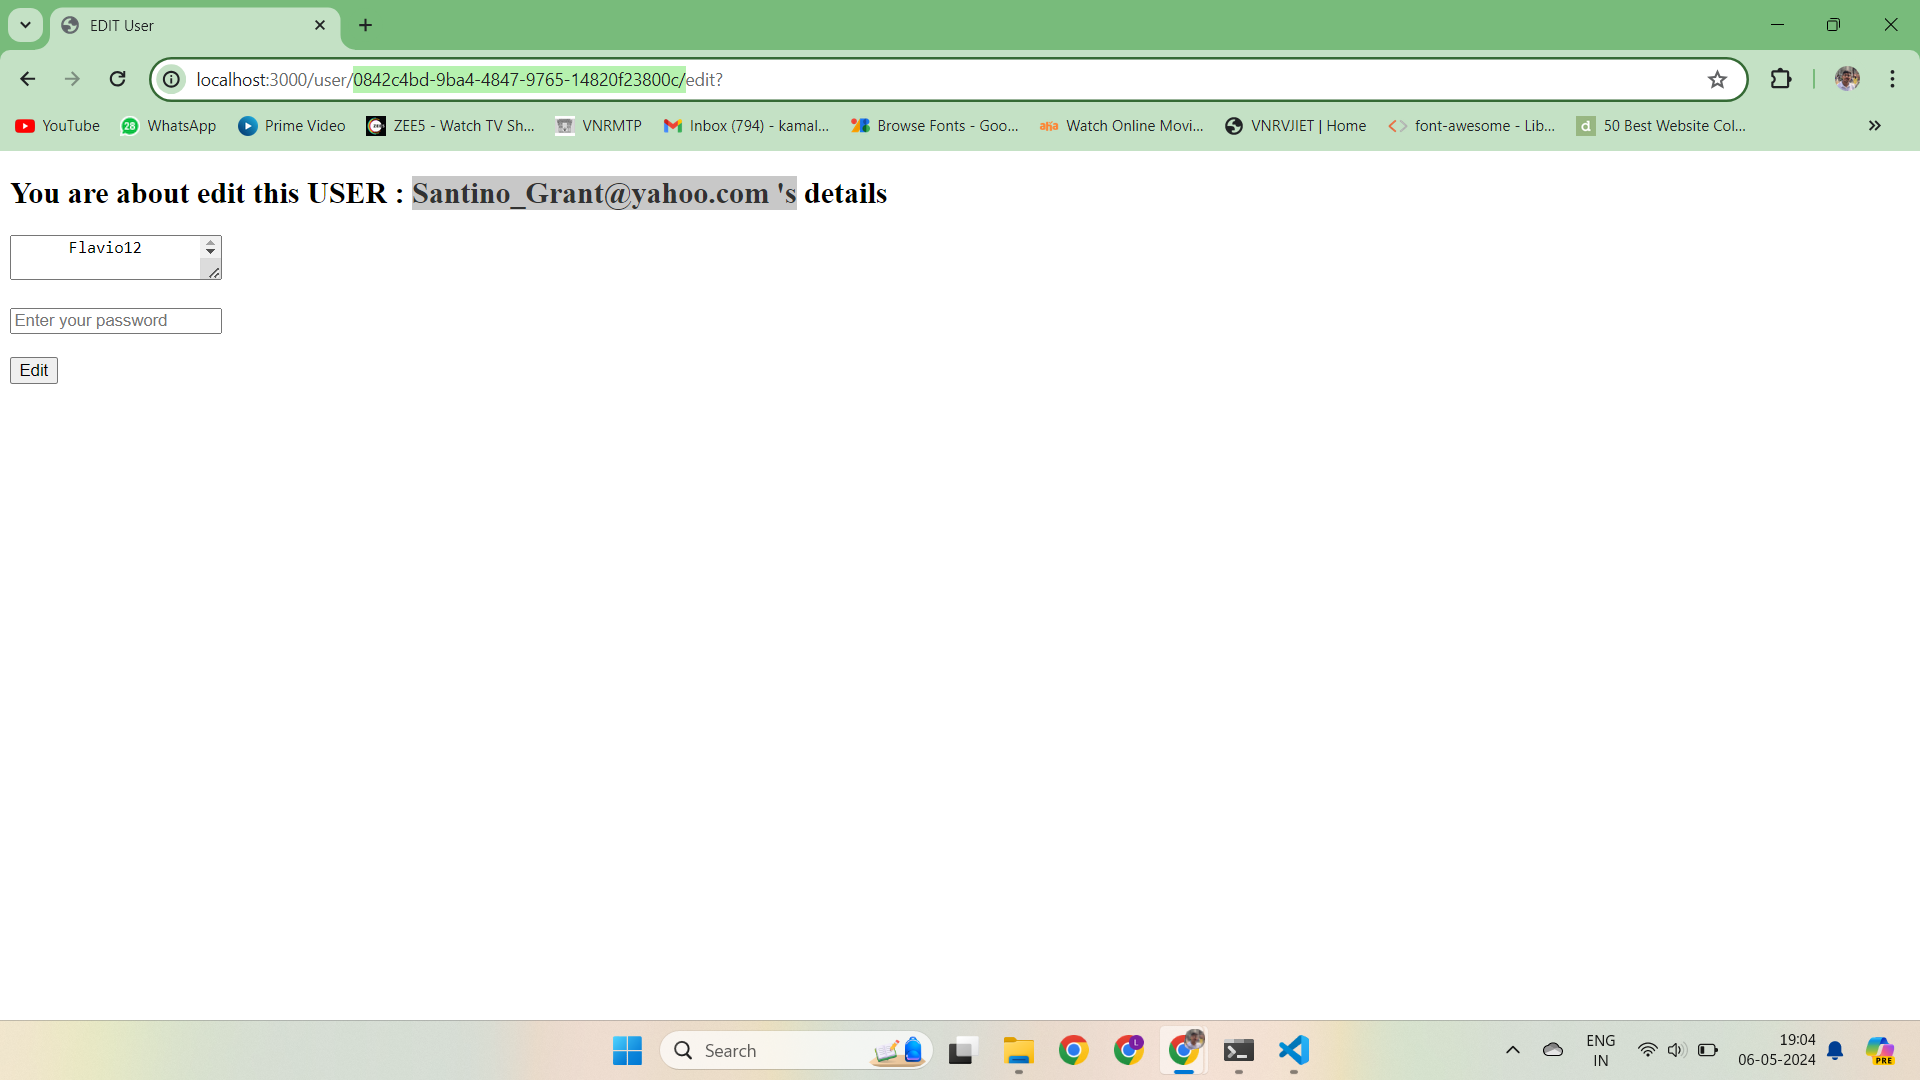 EDIT User
localhost:3000/user/0842c4bd-9ba4-4847-9765-14820f23800c/edit?
YouTube
28 WhatsApp
Prime Video
ZEE5 - Watch TV Sh...
VNRMTP
Inbox (794) - kamal...
Browse Fonts - Goo...
aha Watch Online Movi...
VNRVJIET | Home
font-awesome - Lib...
d 50 Best Website Col...
You are about edit this USER : Santino_Grant@yahoo.com 's details
Flavio12
Enter your password
Edit
Search
L
ENG
IN
19:04
06-05-2024
PRE